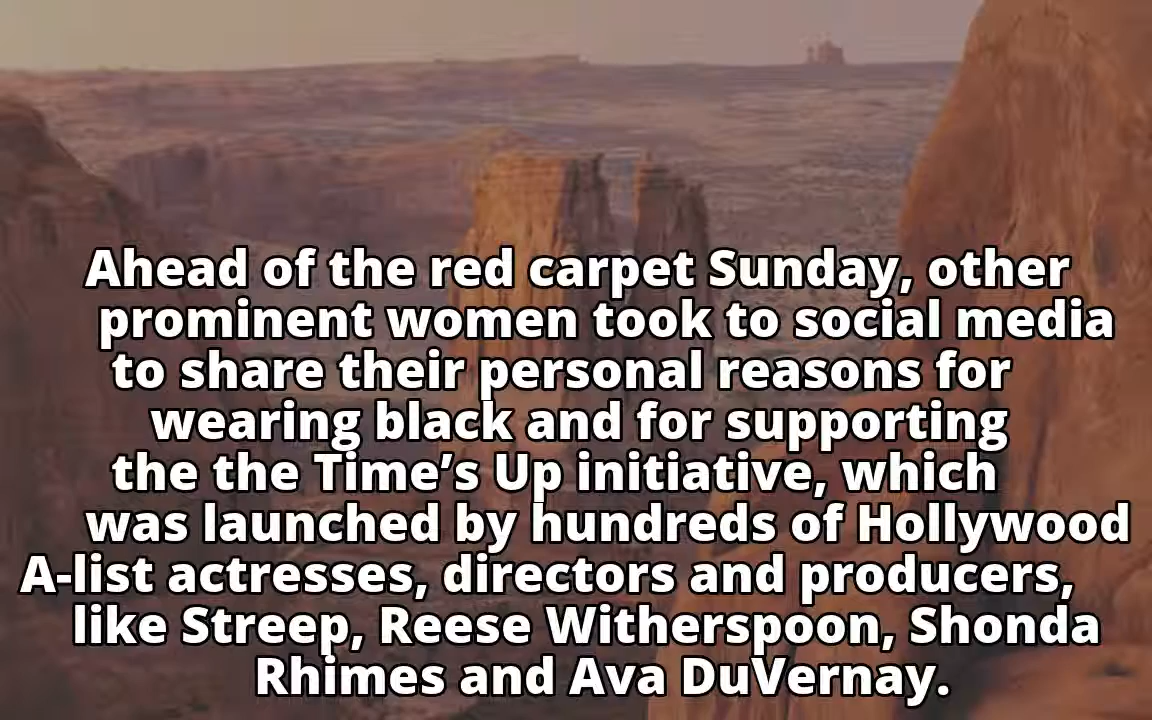 Ahead of the red carpet Sunday, other
prominent women took to social media
to share their personal reasons for
wearing black and for supporting
the the Time’s Up initiative, which
was launched by hundreds of Hollywood
A-list actresses, directors and producers,
like Streep, Reese Witherspoon, Shonda
Rhimes and Ava DuVernay.